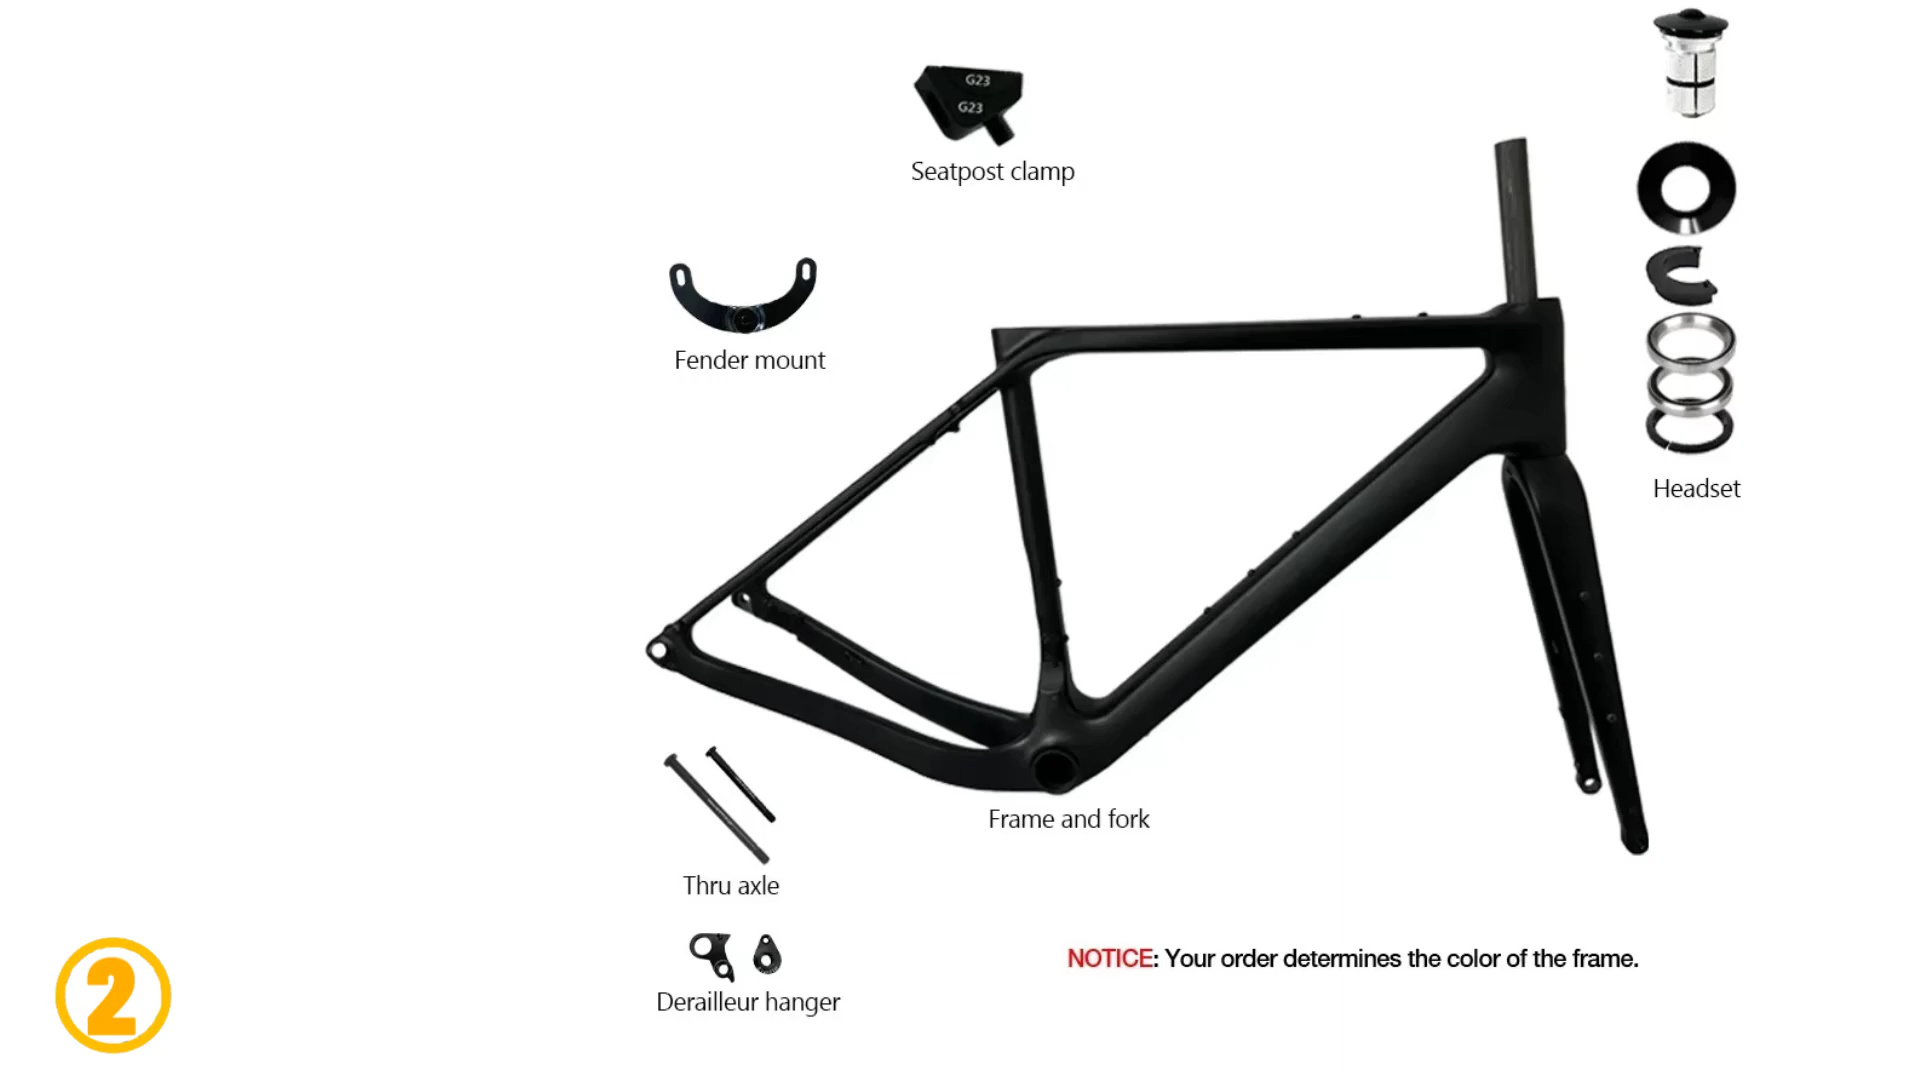 G23
G23
Seatpost clamp
Fender mount
Headset
Frame and fork
Thru axle
NOTICE: Your order determines the color of the frame.
Derailleur hanger
2